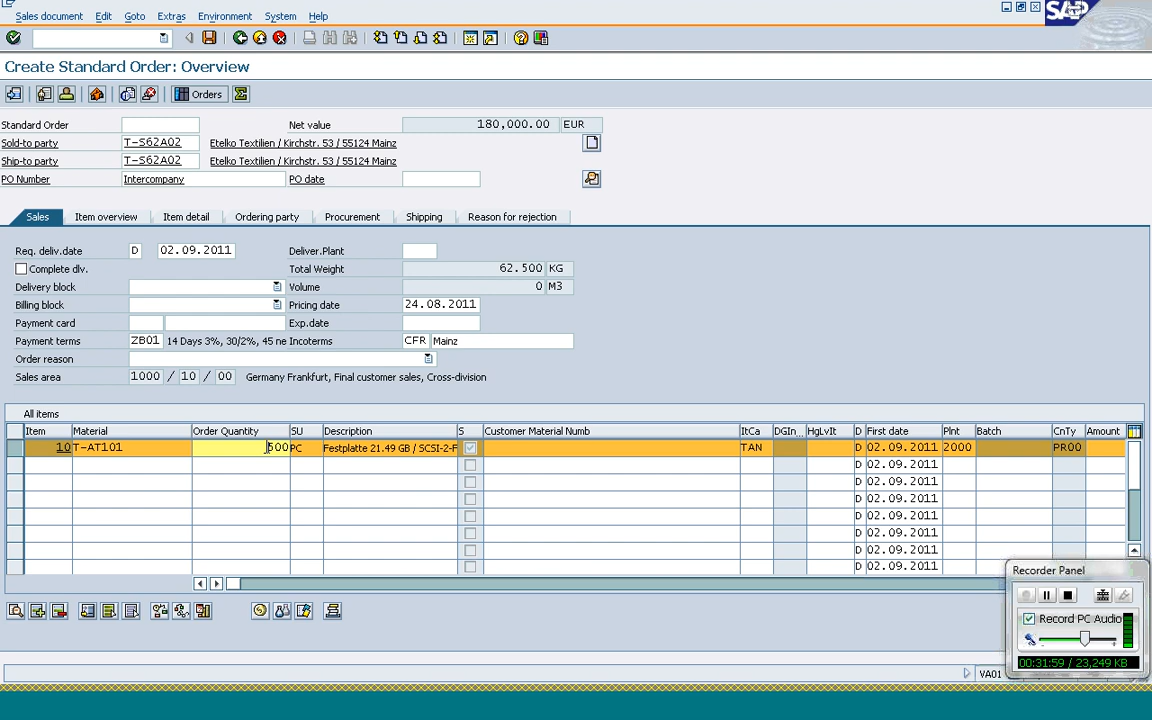 Sales document Edit Goto Extras Environment System Help
SAP
Create Standard Order: Overview
Orders
Standard Order Net value 180,000.00 EUR
Sold-to party T-S62A02 Etelko Textilien / Kirchstr. 53 / 55124 Mainz
Ship-to party T-S62A02 Etelko Textilien / Kirchstr. 53 / 55124 Mainz
PO Number Intercompany PO date
Sales Item overview Item detail Ordering party Procurement Shipping Reason for rejection
Req. deliv.date D 02.09.2011 Deliver.Plant
Complete dlv. Total Weight 62.500 KG
Delivery block Volume 0 M3
Billing block Pricing date 24.08.2011
Payment card Exp.date
Payment terms ZB01 14 Days 3%, 30/2%, 45 ne Incoterms CFR Mainz
Order reason
Sales area 1000 / 10 / 00 Germany Frankfurt, Final customer sales, Cross-division
All items
Item Material Order Quantity SU Description S Customer Material Numb ItCa DGIn... HgLvIt D First date Plnt Batch CnTy Amount
10 T-AT101 500 PC Festplatte 21.49 GB / SCSI-2-F TAN D 02.09.2011 2000 PR00
D 02.09.2011
D 02.09.2011
D 02.09.2011
D 02.09.2011
D 02.09.2011
D 02.09.2011
D 02.09.2011
Recorder Panel
Record PC Audio
00:31:59 / 23,249 KB
VA01